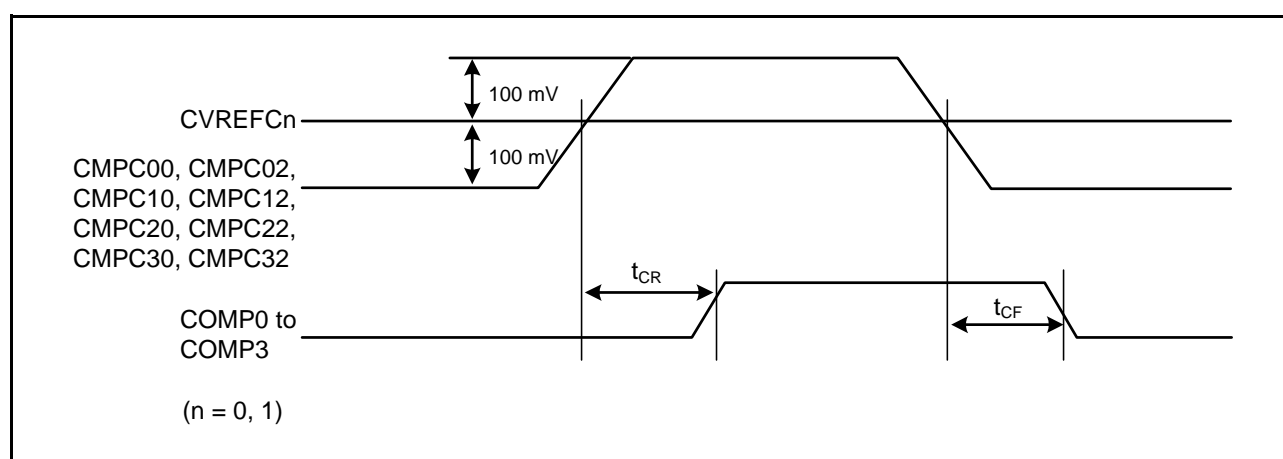 100 mV
CVREFCn
100 mV
CMPC00, CMPC02,
CMPC10, CMPC12,
CMPC20, CMPC22,
CMPC30, CMPC32
tCR
tCF
COMP0 to
COMP3
(n = 0, 1)